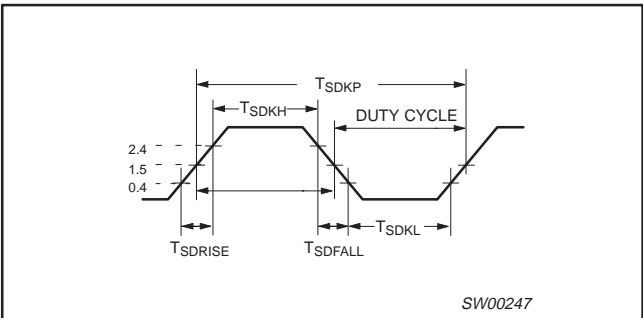 TSDKP
TSDKH
DUTY CYCLE
2.4
1.5
0.4
TSDKL
TSDRISE
TSDFALL
SW00247